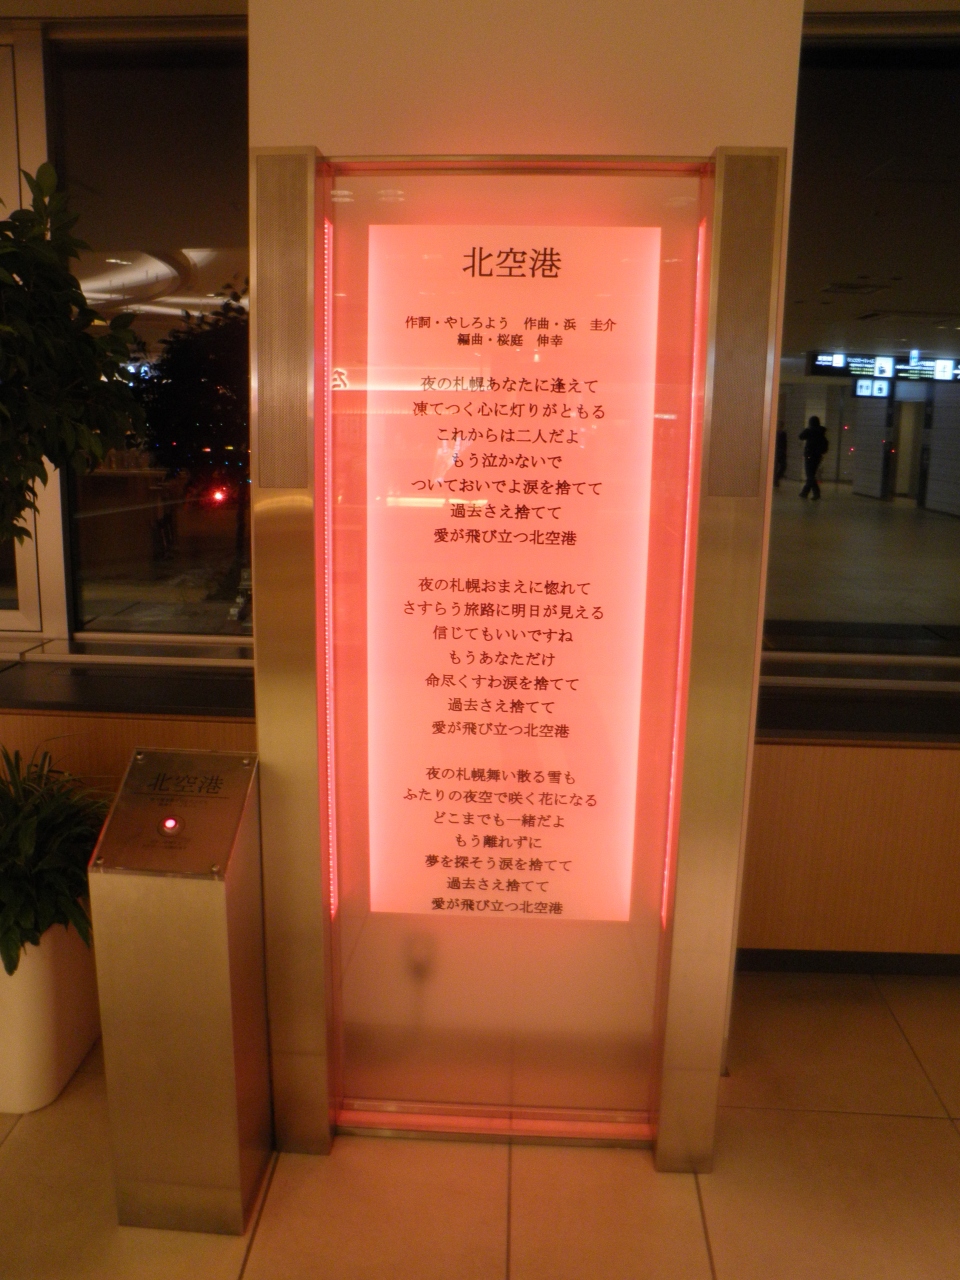 北空港
作詞・やしろよう　作曲・浜　圭介
編曲・桜庭　伸幸
夜の札幌あなたに逢えて
凍てつく心に灯りがともる
これからは二人だよ
もう泣かないで
ついておいでよ涙を捨てて
過去さえ捨てて
愛が飛び立つ北空港
夜の札幌おまえに惚れて
さすらう旅路に明日が見える
信じてもいいですね
もうあなただけ
命尽くすわ涙を捨てて
過去さえ捨てて
愛が飛び立つ北空港
夜の札幌舞い散る雪も
ふたりの夜空で咲く花になる
どこまでも一緒だよ
もう離れずに
夢を探そう涙を捨てて
過去さえ捨てて
愛が飛び立つ北空港
北空港